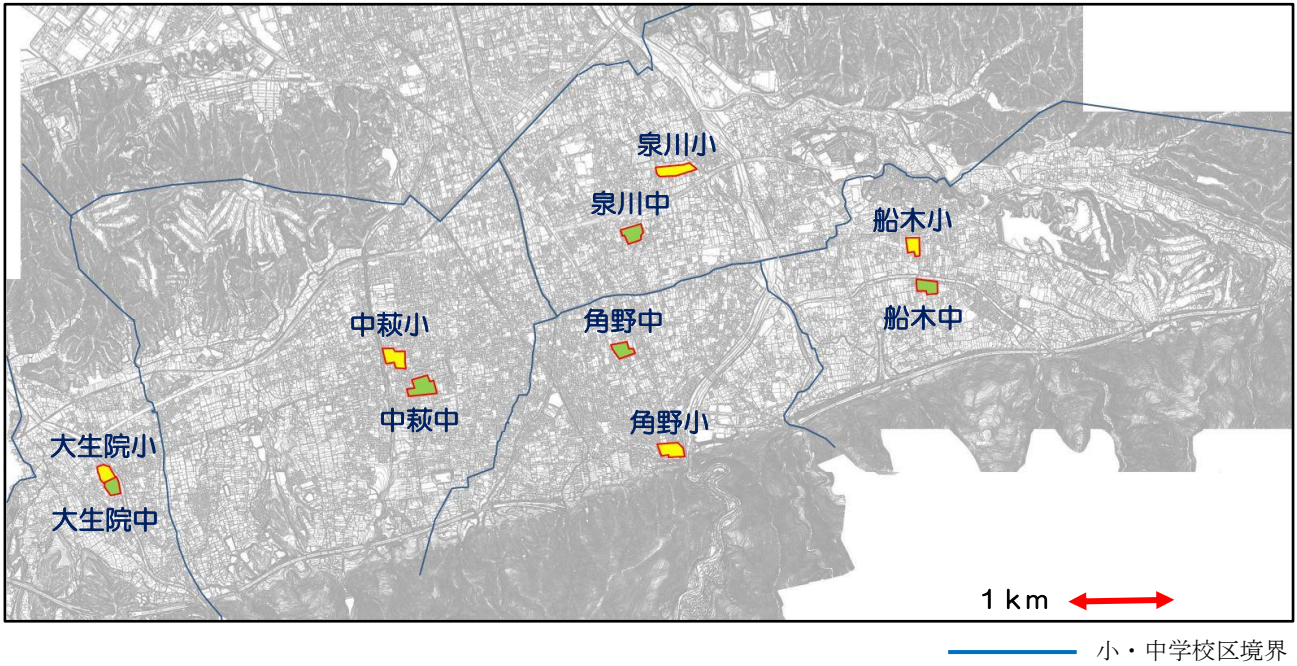 泉川小
泉川中
船木小
船木中
中萩小
角野中
中萩中
角野小
大生院小
大生院中
1km
小・中学校区境界